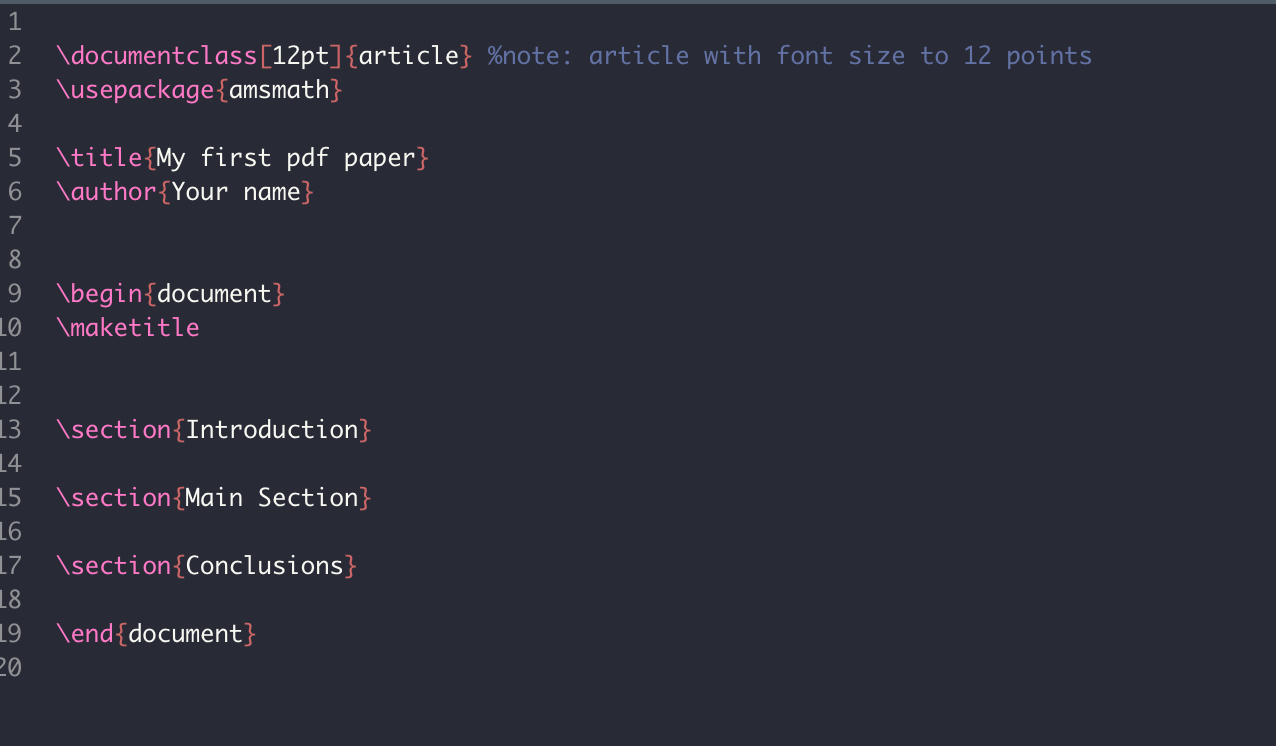 1
2 \documentclass[12pt]{article} %note: article with font size to 12 points
3 \usepackage{amsmath}
4
5 \title{My first pdf paper}
6 \author{Your name}
7
8
9 \begin{document}
10 \maketitle
11
12
13 \section{Introduction}
14
15 \section{Main Section}
16
17 \section{Conclusions}
18
19 \end{document}
20